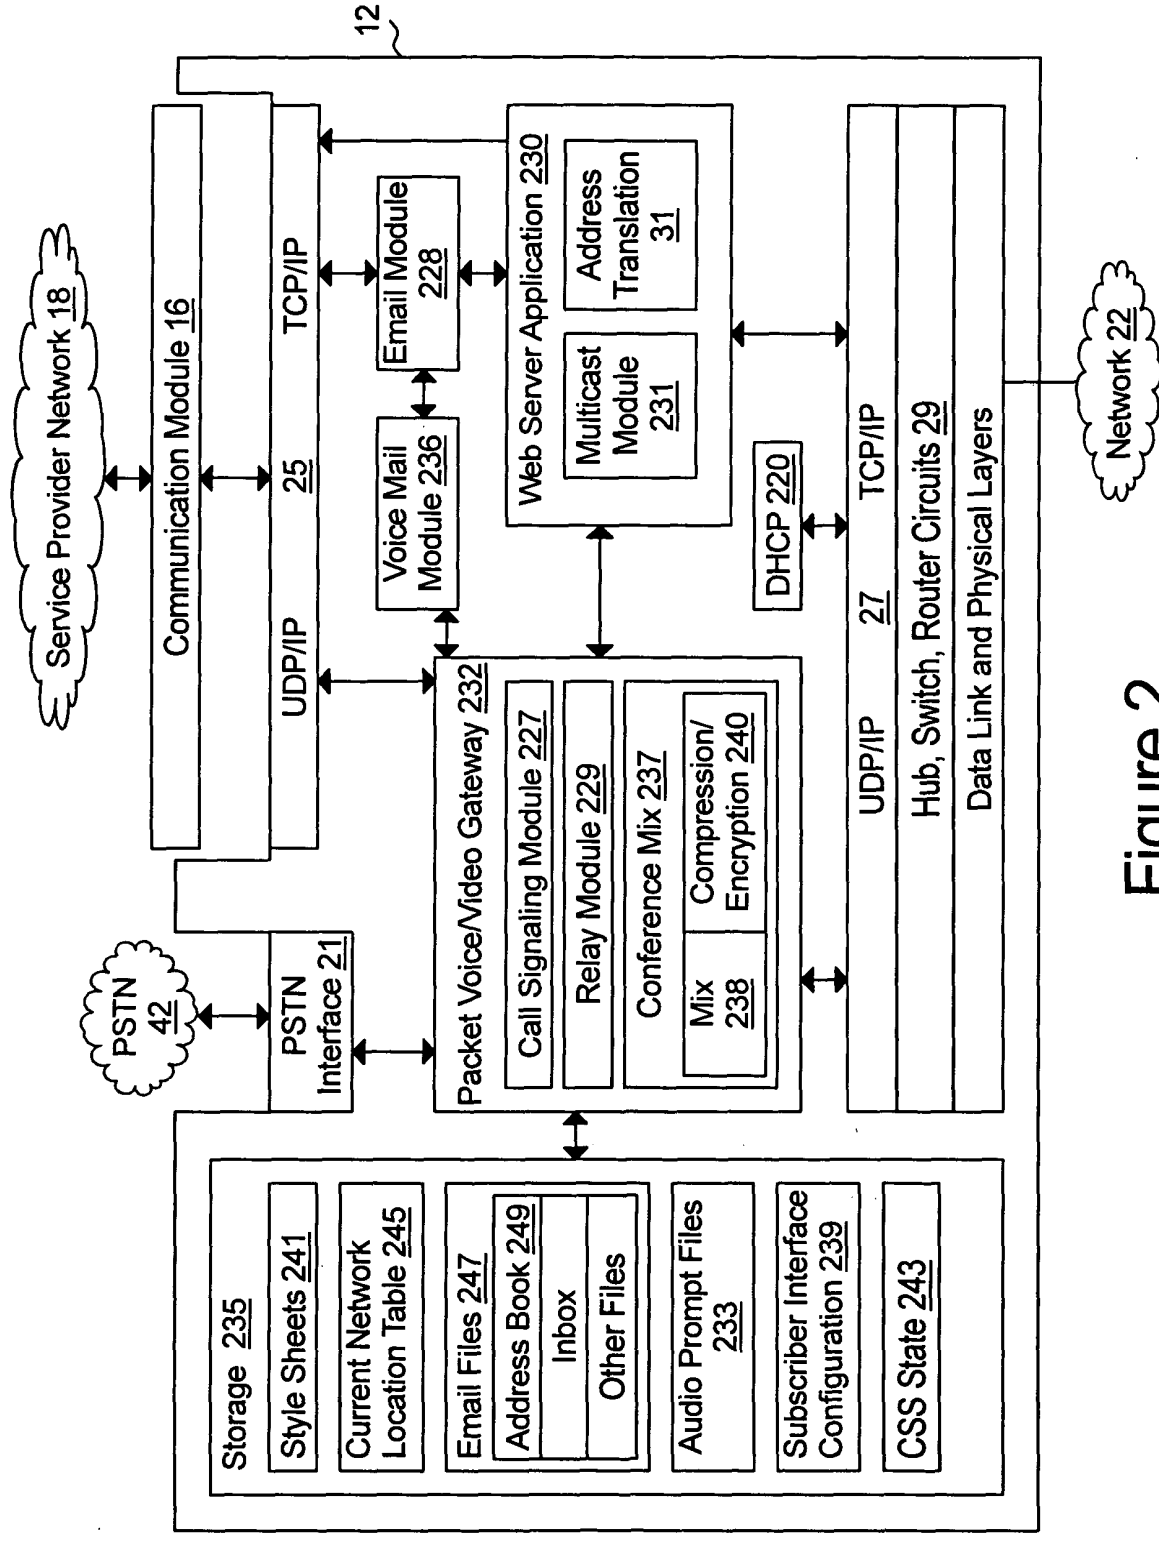 12
Service Provider Network 18
PSTN
42
Communication Module 16
PSTN
Interface 21
UDP/IP
25
TCP/IP
Storage 235
Style Sheets 241
Current Network
Location Table 245
Email Files 247
Address Book 249
Inbox
Other Files
Audio Prompt Files
233
Subscriber Interface
Configuration 239
CSS State 243
Packet Voice/Video Gateway 232
Call Signaling Module 227
Relay Module 229
Conference Mix 237
Mix
238
Compression/
Encryption 240
Voice Mail
Module 236
Email Module
228
Web Server Application 230
Multicast
Module
231
Address
Translation
31
DHCP 220
UDP/IP
27
TCP/IP
Hub, Switch, Router Circuits 29
Data Link and Physical Layers
Network 22
Figure 2